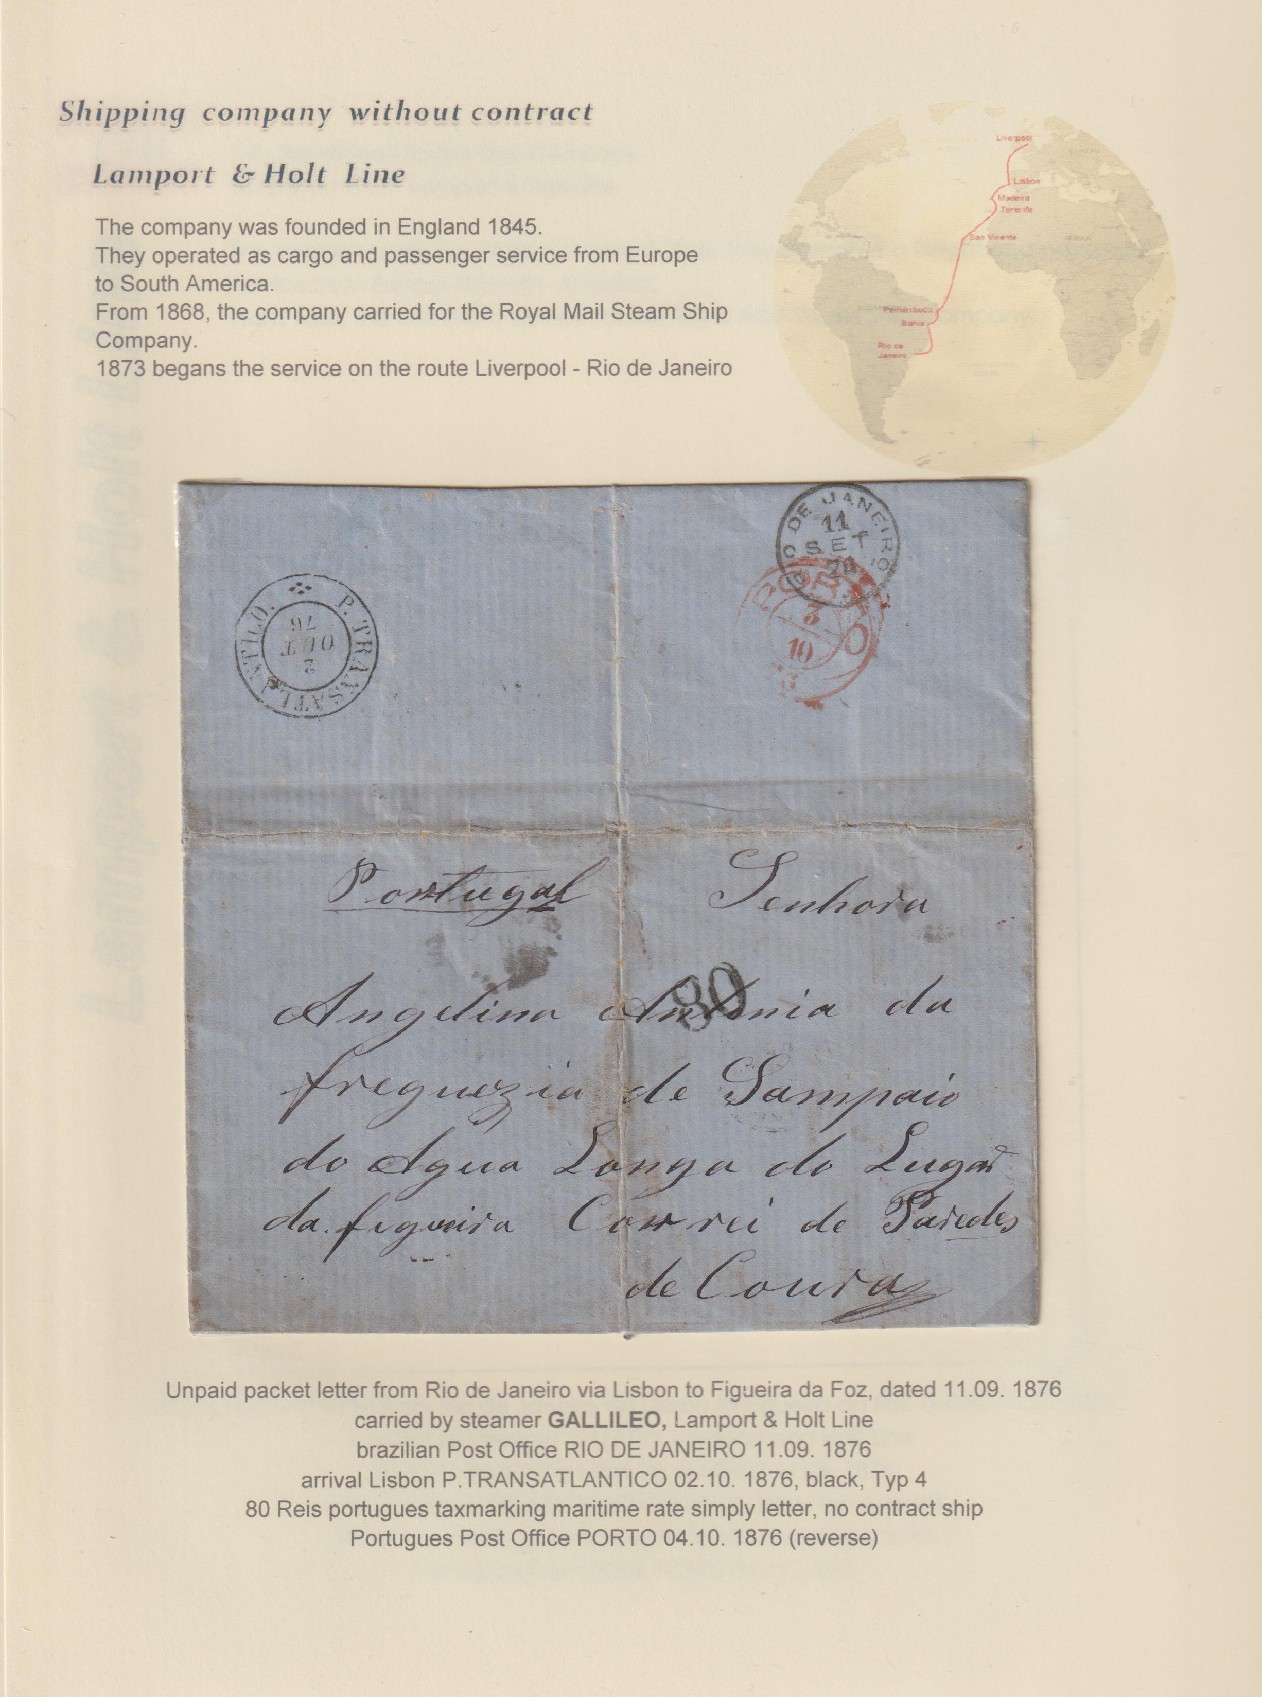 Shipping company without contract
Lamport & Holt Line
The company was founded in England 1845.
They operated as cargo and passenger service from Europe
to South America.
From 1868, the company carried for the Royal Mail Steam Ship
Company.
1873 begans the service on the route Liverpool - Rio de Janeiro
Liverpool
Lisbon
Madeira
Tenerife
San Vicente
Pernambuco
Bahia
Rio de
Janeiro
RIO DE JANEIRO
11
SET
P. TRANSATLANTICO.
2
OUT
76
PORTO
3
10
Portugal
Senhora
80
Angelina Antonia da
freguezia de Sampaio
do Agua Longa do Lugar
da figueira Correi de Paredes
de Coura
Unpaid packet letter from Rio de Janeiro via Lisbon to Figueira da Foz, dated 11.09. 1876
carried by steamer GALLILEO, Lamport & Holt Line
brazilian Post Office RIO DE JANEIRO 11.09. 1876
arrival Lisbon P.TRANSATLANTICO 02.10. 1876, black, Typ 4
80 Reis portugues taxmarking maritime rate simply letter, no contract ship
Portugues Post Office PORTO 04.10. 1876 (reverse)